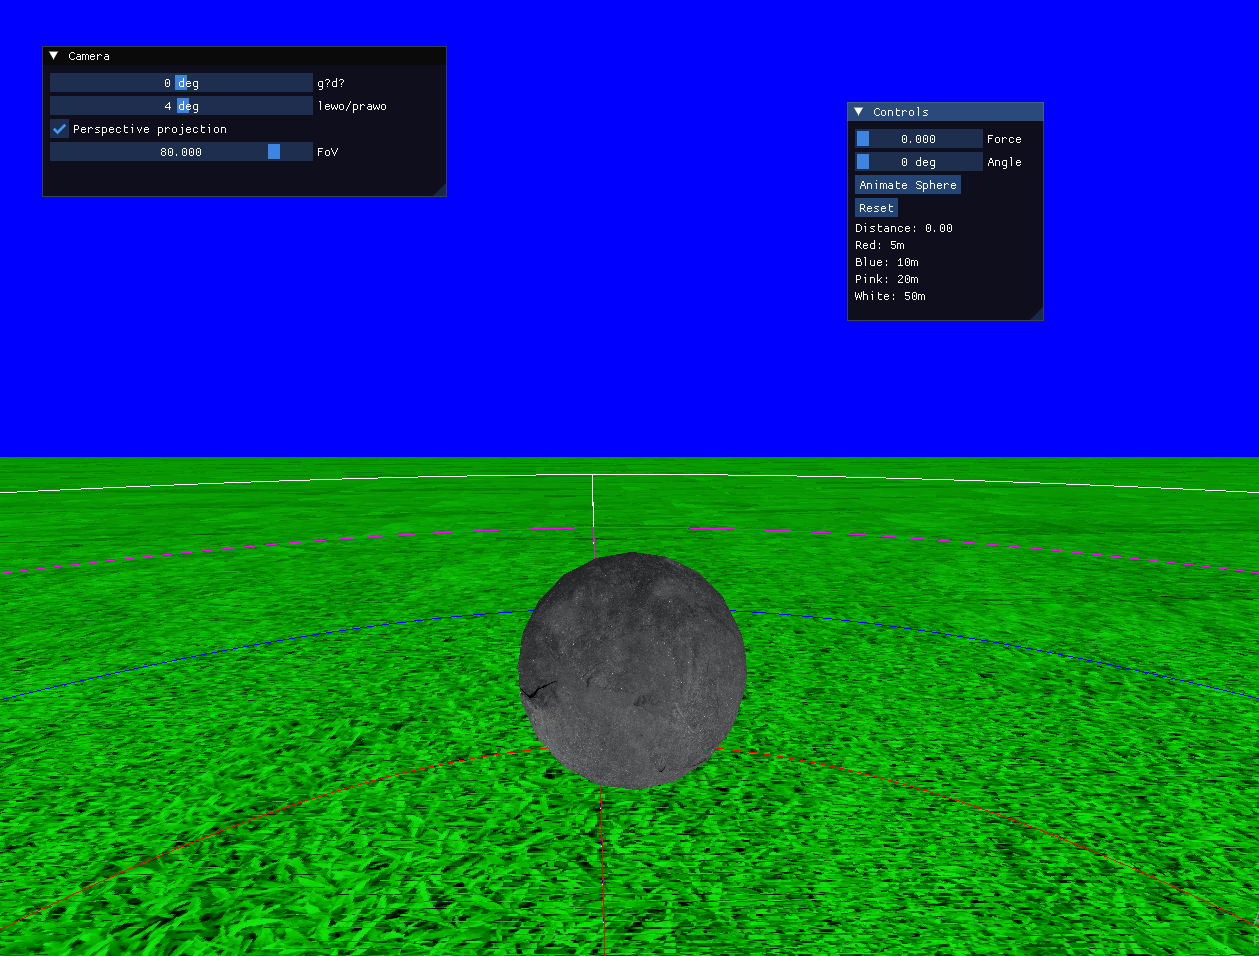 Camera
0 deg g?d?
4 deg lewo/prawo
Perspective projection
80.000 FoV
Controls
0.000 Force
0 deg Angle
Animate Sphere
Reset
Distance: 0.00
Red: 5m
Blue: 10m
Pink: 20m
White: 50m